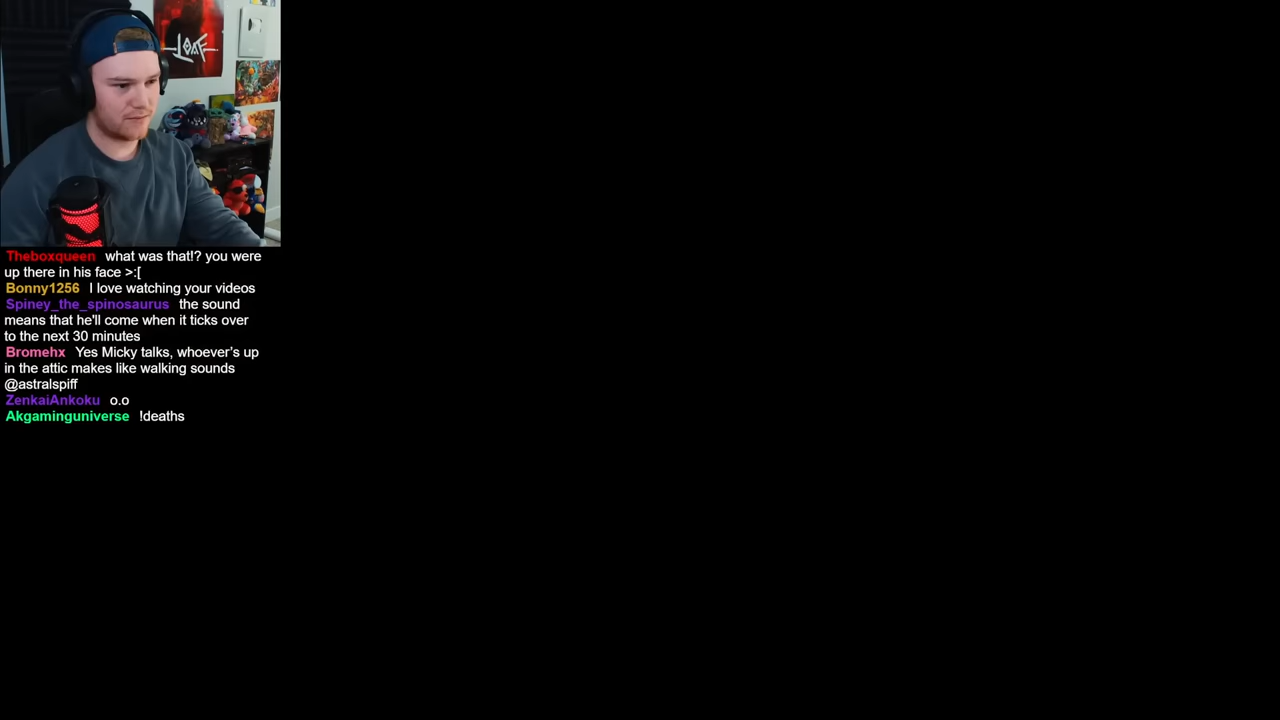 LOAF
Theboxqueen what was that!? you were
up there in his face >:[
Bonny1256 I love watching your videos
Spiney_the_spinosaurus the sound
means that he'll come when it ticks over
to the next 30 minutes
Bromehx Yes Micky talks, whoever's up
in the attic makes like walking sounds
@astralspiff
ZenkaiAnkoku o.o
Akgaminguniverse !deaths